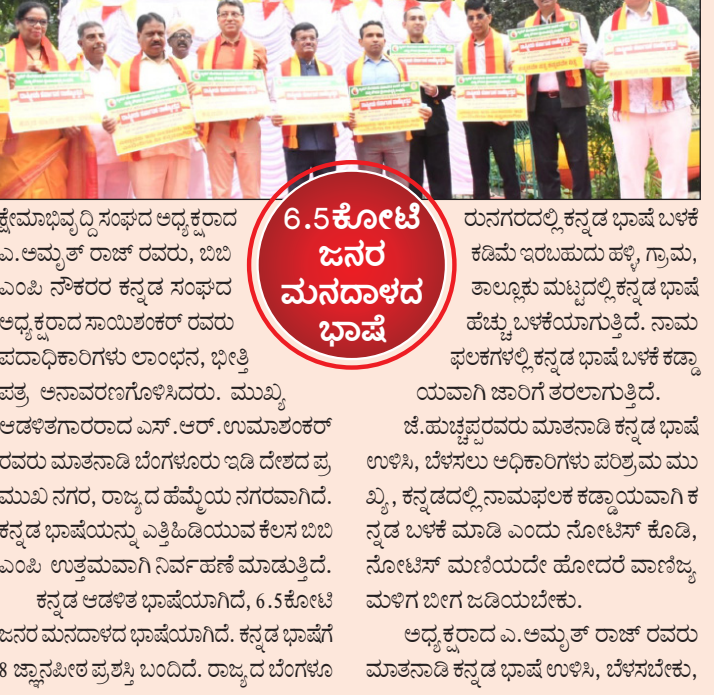 ಕ್ಷೇಮಾಭಿವೃದ್ಧಿ ಸಂಘದ ಅಧ್ಯಕ್ಷರಾದ
ಎ.ಅಮೃತ್ ರಾಜ್ ರವರು, ಬಿಬಿ
ಎಂಪಿ ನೌಕರರ ಕನ್ನಡ ಸಂಘದ
ಅಧ್ಯಕ್ಷರಾದ ಸಾಯಿಶಂಕರ್ ರವರು
ಪದಾಧಿಕಾರಿಗಳು ಲಾಂಛನ, ಭೀತ್ತಿ
ಪತ್ರ ಅನಾವರಣಗೊಳಿಸಿದರು. ಮುಖ್ಯ
ಆಡಳಿತಗಾರರಾದ ಎಸ್.ಆರ್.ಉಮಾಶಂಕರ್
ರವರು ಮಾತನಾಡಿ ಬೆಂಗಳೂರು ಇಡಿ ದೇಶದ ಪ್ರ
ಮುಖ ನಗರ, ರಾಜ್ಯದ ಹೆಮ್ಮೆಯ ನಗರವಾಗಿದೆ.
ಕನ್ನಡ ಭಾಷೆಯನ್ನು ಎತ್ತಿಹಿಡಿಯುವ ಕೆಲಸ ಬಿಬಿ
ಎಂಪಿ ಉತ್ತಮವಾಗಿ ನಿರ್ವಹಣೆ ಮಾಡುತ್ತಿದೆ.
ಕನ್ನಡ ಆಡಳಿತ ಭಾಷೆಯಾಗಿದೆ, 6.5ಕೋಟಿ
ಜನರ ಮನದಾಳದ ಭಾಷೆಯಾಗಿದೆ. ಕನ್ನಡ ಭಾಷೆಗೆ
8 ಜ್ಞಾನಪೀಠ ಪ್ರಶಸ್ತಿ ಬಂದಿದೆ. ರಾಜ್ಯದ ಬೆಂಗಳೂ
6.5ಕೋಟಿ
ಜನರ
ಮನದಾಳದ
ಭಾಷೆ
ರುನಗರದಲ್ಲಿ ಕನ್ನಡ ಭಾಷೆ ಬಳಕೆ
ಕಡಿಮೆ ಇರಬಹುದು ಹಳ್ಳಿ, ಗ್ರಾಮ,
ತಾಲ್ಲೂಕು ಮಟ್ಟದಲ್ಲಿ ಕನ್ನಡ ಭಾಷೆ
ಹೆಚ್ಚು ಬಳಕೆಯಾಗುತ್ತಿದೆ. ನಾಮ
ಫಲಕಗಳಲ್ಲಿ ಕನ್ನಡ ಭಾಷೆ ಬಳಕೆ ಕಡ್ಡಾ
ಯವಾಗಿ ಜಾರಿಗೆ ತರಲಾಗುತ್ತಿದೆ.
ಜೆ.ಹುಚ್ಚಪ್ಪರವರು ಮಾತನಾಡಿ ಕನ್ನಡ ಭಾಷೆ
ಉಳಿಸಿ, ಬೆಳಸಲು ಅಧಿಕಾರಿಗಳು ಪರಿಶ್ರಮ ಮು
ಖ್ಯ, ಕನ್ನಡದಲ್ಲಿ ನಾಮಫಲಕ ಕಡ್ಡಾಯವಾಗಿ ಕ
ನ್ನಡ ಬಳಕೆ ಮಾಡಿ ಎಂದು ನೋಟಿಸ್ ಕೊಡಿ,
ನೋಟಿಸ್ ಮಣಿಯದೇ ಹೋದರೆ ವಾಣಿಜ್ಯ
ಮಳಿಗೆ ಬೀಗ ಜಡಿಯಬೇಕು.
ಅಧ್ಯಕ್ಷರಾದ ಎ.ಅಮೃತ್ ರಾಜ್ ರವರು
ಮಾತನಾಡಿ ಕನ್ನಡ ಭಾಷೆ ಉಳಿಸಿ, ಬೆಳಸಬೇಕು,